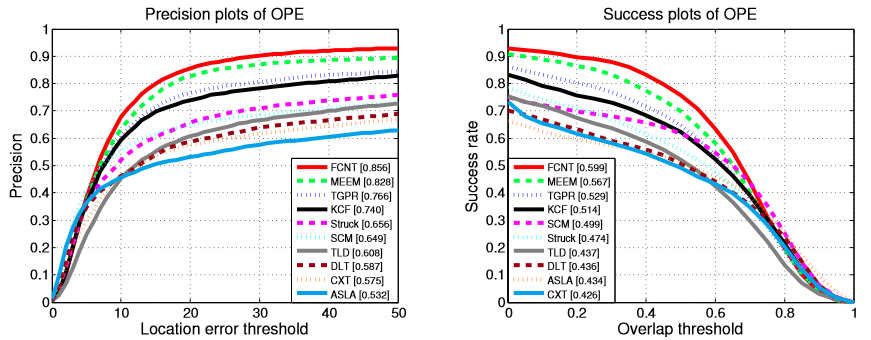 Precision plots of OPE
1
0.9
0.8
0.7
0.6
0.5
0.4
0.3
0.2
0.1
0
0 10 20 30 40 50
Precision
Location error threshold
FCNT [0.856]
MEEM [0.828]
TGPR [0.766]
KCF [0.740]
Struck [0.656]
SCM [0.649]
TLD [0.608]
DLT [0.587]
CXT [0.575]
ASLA [0.532]
Success plots of OPE
1
0.9
0.8
0.7
0.6
0.5
0.4
0.3
0.2
0.1
0
0 0.2 0.4 0.6 0.8 1
Success rate
Overlap threshold
FCNT [0.599]
MEEM [0.567]
TGPR [0.529]
KCF [0.514]
SCM [0.499]
Struck [0.474]
TLD [0.437]
DLT [0.436]
ASLA [0.434]
CXT [0.426]